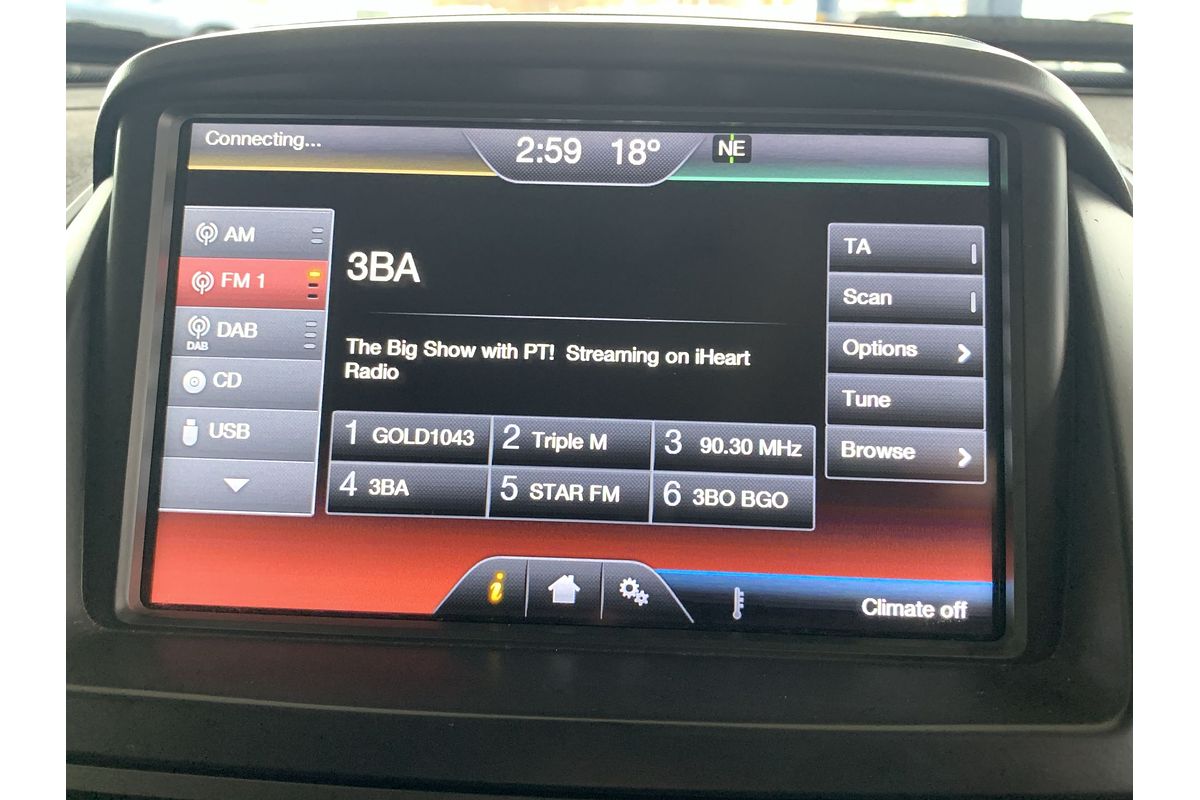 Connecting...
2:59 18° NE
AM
FM 1
DAB
DAB
CD
USB
3BA
The Big Show with PT! Streaming on iHeart
Radio
1 GOLD1043
2 Triple M
3 90.30 MHz
4 3BA
5 STAR FM
6 3BO BGO
TA
Scan
Options
Tune
Browse
i
Climate off